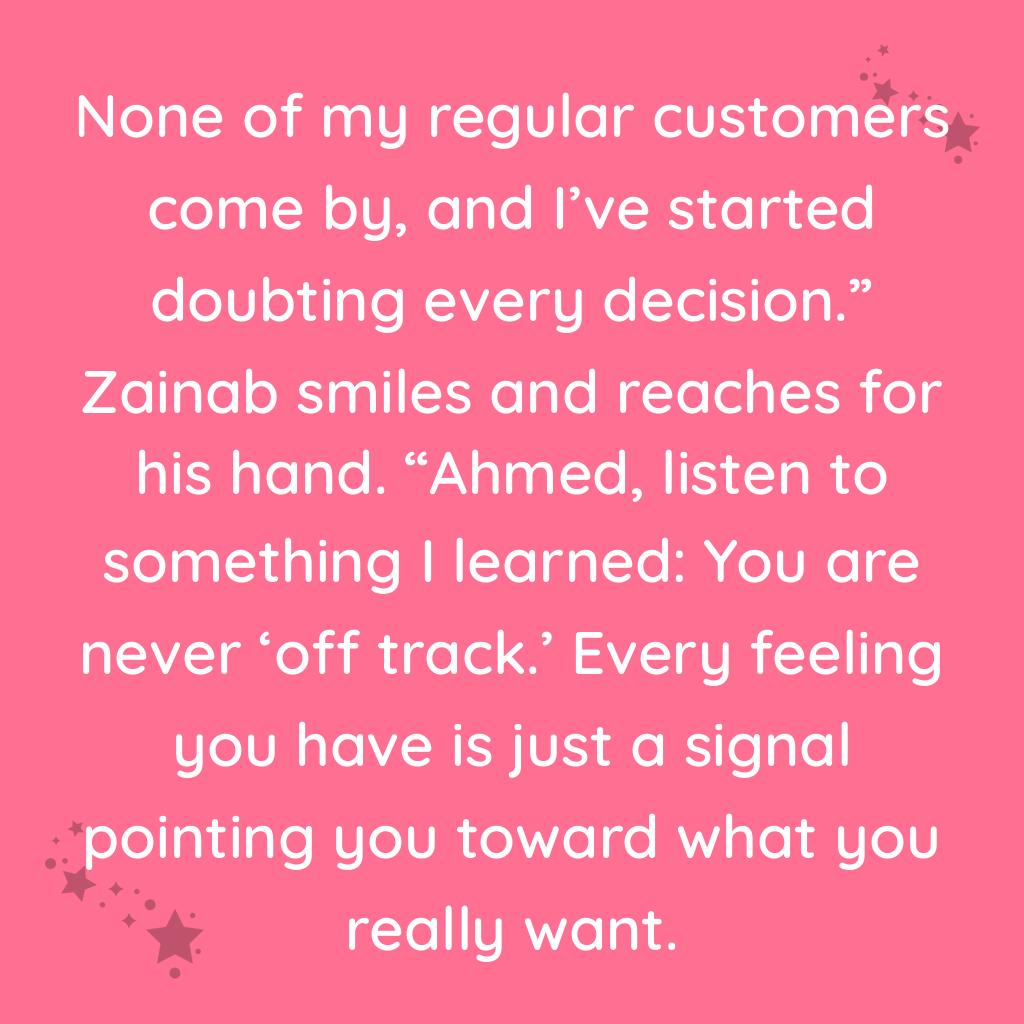 None of my regular customers
come by, and I’ve started
doubting every decision.”
Zainab smiles and reaches for
his hand. “Ahmed, listen to
something I learned: You are
never ‘off track.’ Every feeling
you have is just a signal
pointing you toward what you
really want.